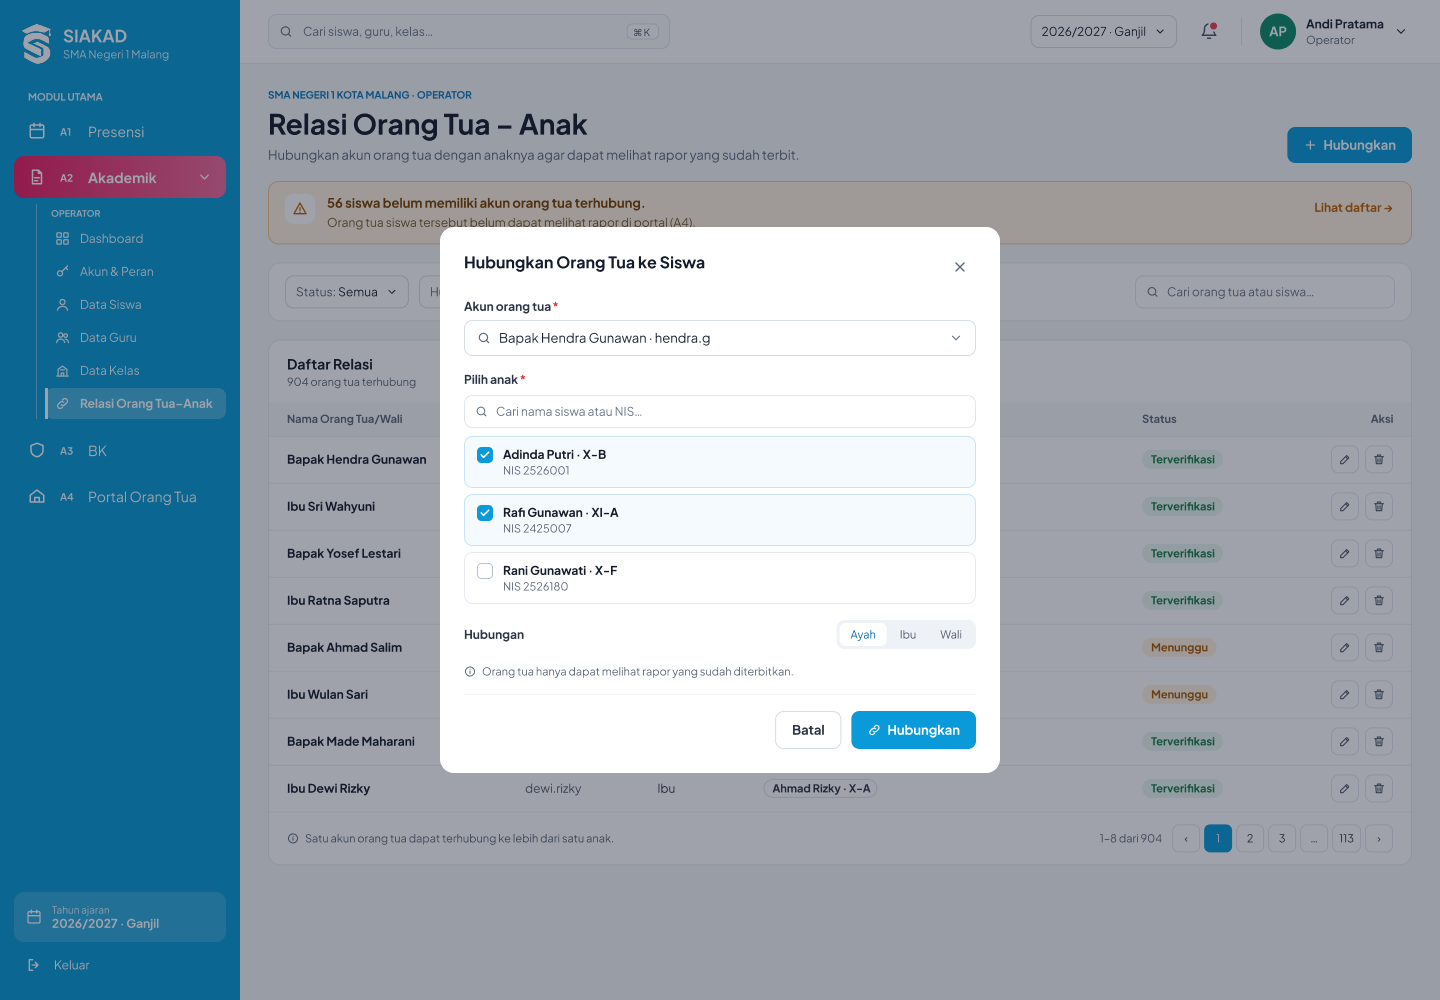 SIAKAD
SMA Negeri 1 Malang
MODUL UTAMA
A1 Presensi
A2 Akademik
OPERATOR
Dashboard
Akun & Peran
Data Siswa
Data Guru
Data Kelas
Relasi Orang Tua–Anak
A3 BK
A4 Portal Orang Tua
Tahun ajaran
2026/2027 · Ganjil
Keluar
Cari siswa, guru, kelas...
⌘K
2026/2027 · Ganjil
AP
Andi Pratama
Operator
SMA NEGERI 1 KOTA MALANG · OPERATOR
Relasi Orang Tua – Anak
Hubungkan akun orang tua dengan anaknya agar dapat melihat rapor yang sudah terbit.
+ Hubungkan
56 siswa belum memiliki akun orang tua terhubung.
Orang tua siswa tersebut belum dapat melihat rapor di portal (A4).
Lihat daftar →
Status: Semua
Cari orang tua atau siswa...
Daftar Relasi
904 orang tua terhubung
Nama Orang Tua/Wali Status Aksi
Bapak Hendra Gunawan Terverifikasi
Ibu Sri Wahyuni Terverifikasi
Bapak Yosef Lestari Terverifikasi
Ibu Ratna Saputra Terverifikasi
Bapak Ahmad Salim Menunggu
Ibu Wulan Sari Menunggu
Bapak Made Maharani Terverifikasi
Ibu Dewi Rizky dewi.rizky Ibu Ahmad Rizky · X-A Terverifikasi
Satu akun orang tua dapat terhubung ke lebih dari satu anak.
1–8 dari 904 ‹ 1 2 3 … 113 ›
Hubungkan Orang Tua ke Siswa
Akun orang tua *
Bapak Hendra Gunawan · hendra.g
Pilih anak *
Cari nama siswa atau NIS...
Adinda Putri · X-B
NIS 2526001
Rafi Gunawan · XI-A
NIS 2425007
Rani Gunawati · X-F
NIS 2526180
Hubungan
Ayah Ibu Wali
Orang tua hanya dapat melihat rapor yang sudah diterbitkan.
Batal
Hubungkan